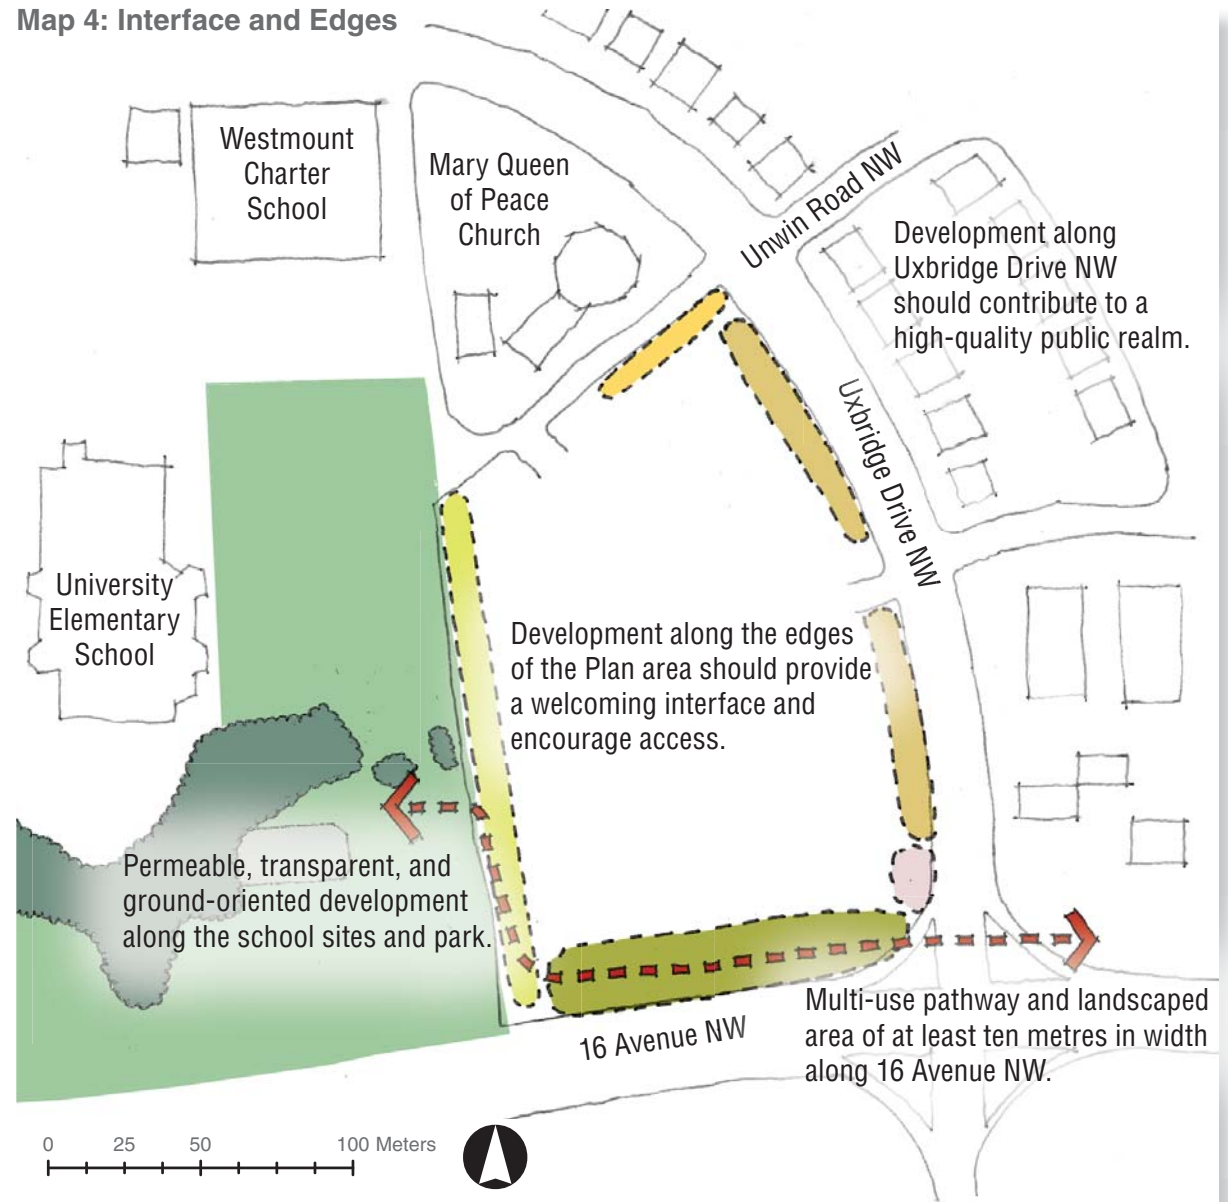 Map 4: Interface and Edges
Westmount
Charter
School
Mary Queen
of Peace
Church
Unwin Road NW
Development along
Uxbridge Drive NW
should contribute to a
high-quality public realm.
Uxbridge Drive NW
University
Elementary
School
Development along the edges
of the Plan area should provide
a welcoming interface and
encourage access.
Permeable, transparent, and
ground-oriented development
along the school sites and park.
Multi-use pathway and landscaped
area of at least ten metres in width
along 16 Avenue NW.
16 Avenue NW
0 25 50 100 Meters